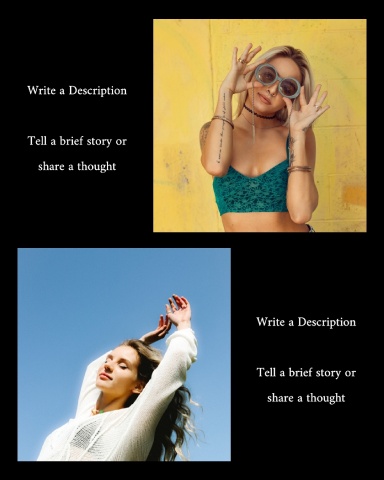 Write a Description
Tell a brief story or
share a thought
Write a Description
Tell a brief story or
share a thought